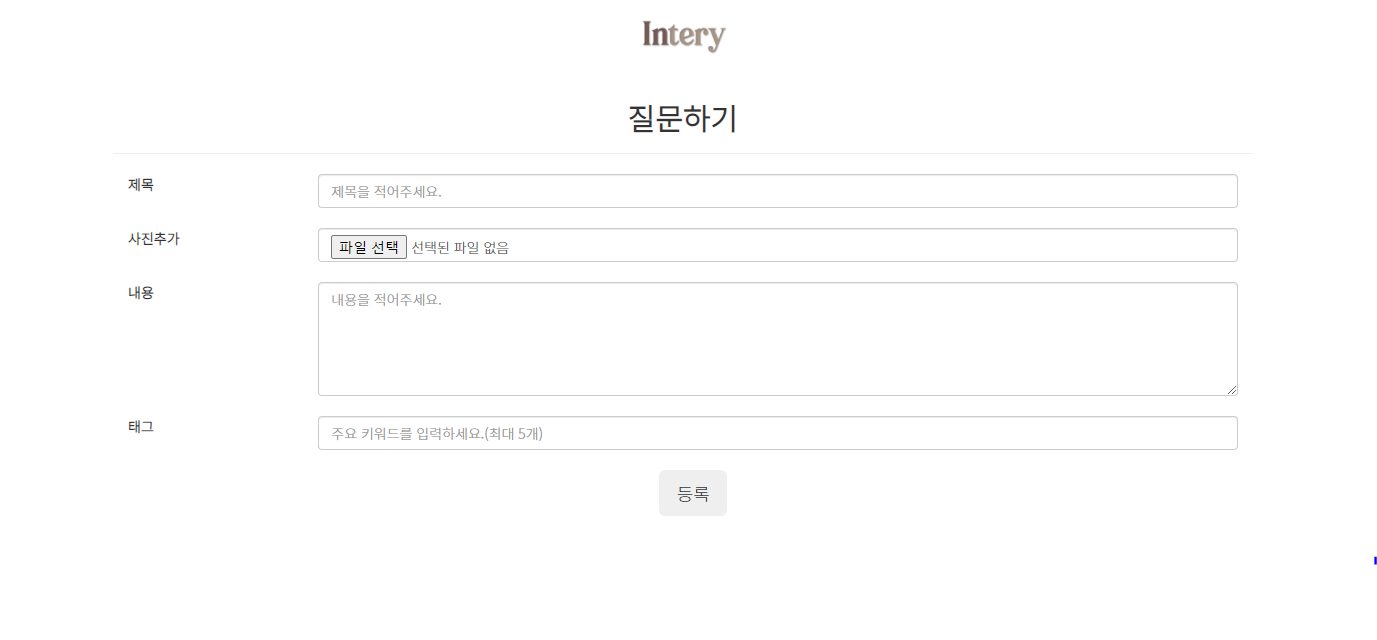 Intery
질문하기
제목
제목을 적어주세요.
사진추가
파일 선택 선택된 파일 없음
내용
내용을 적어주세요.
태그
주요 키워드를 입력하세요.(최대 5개)
등록